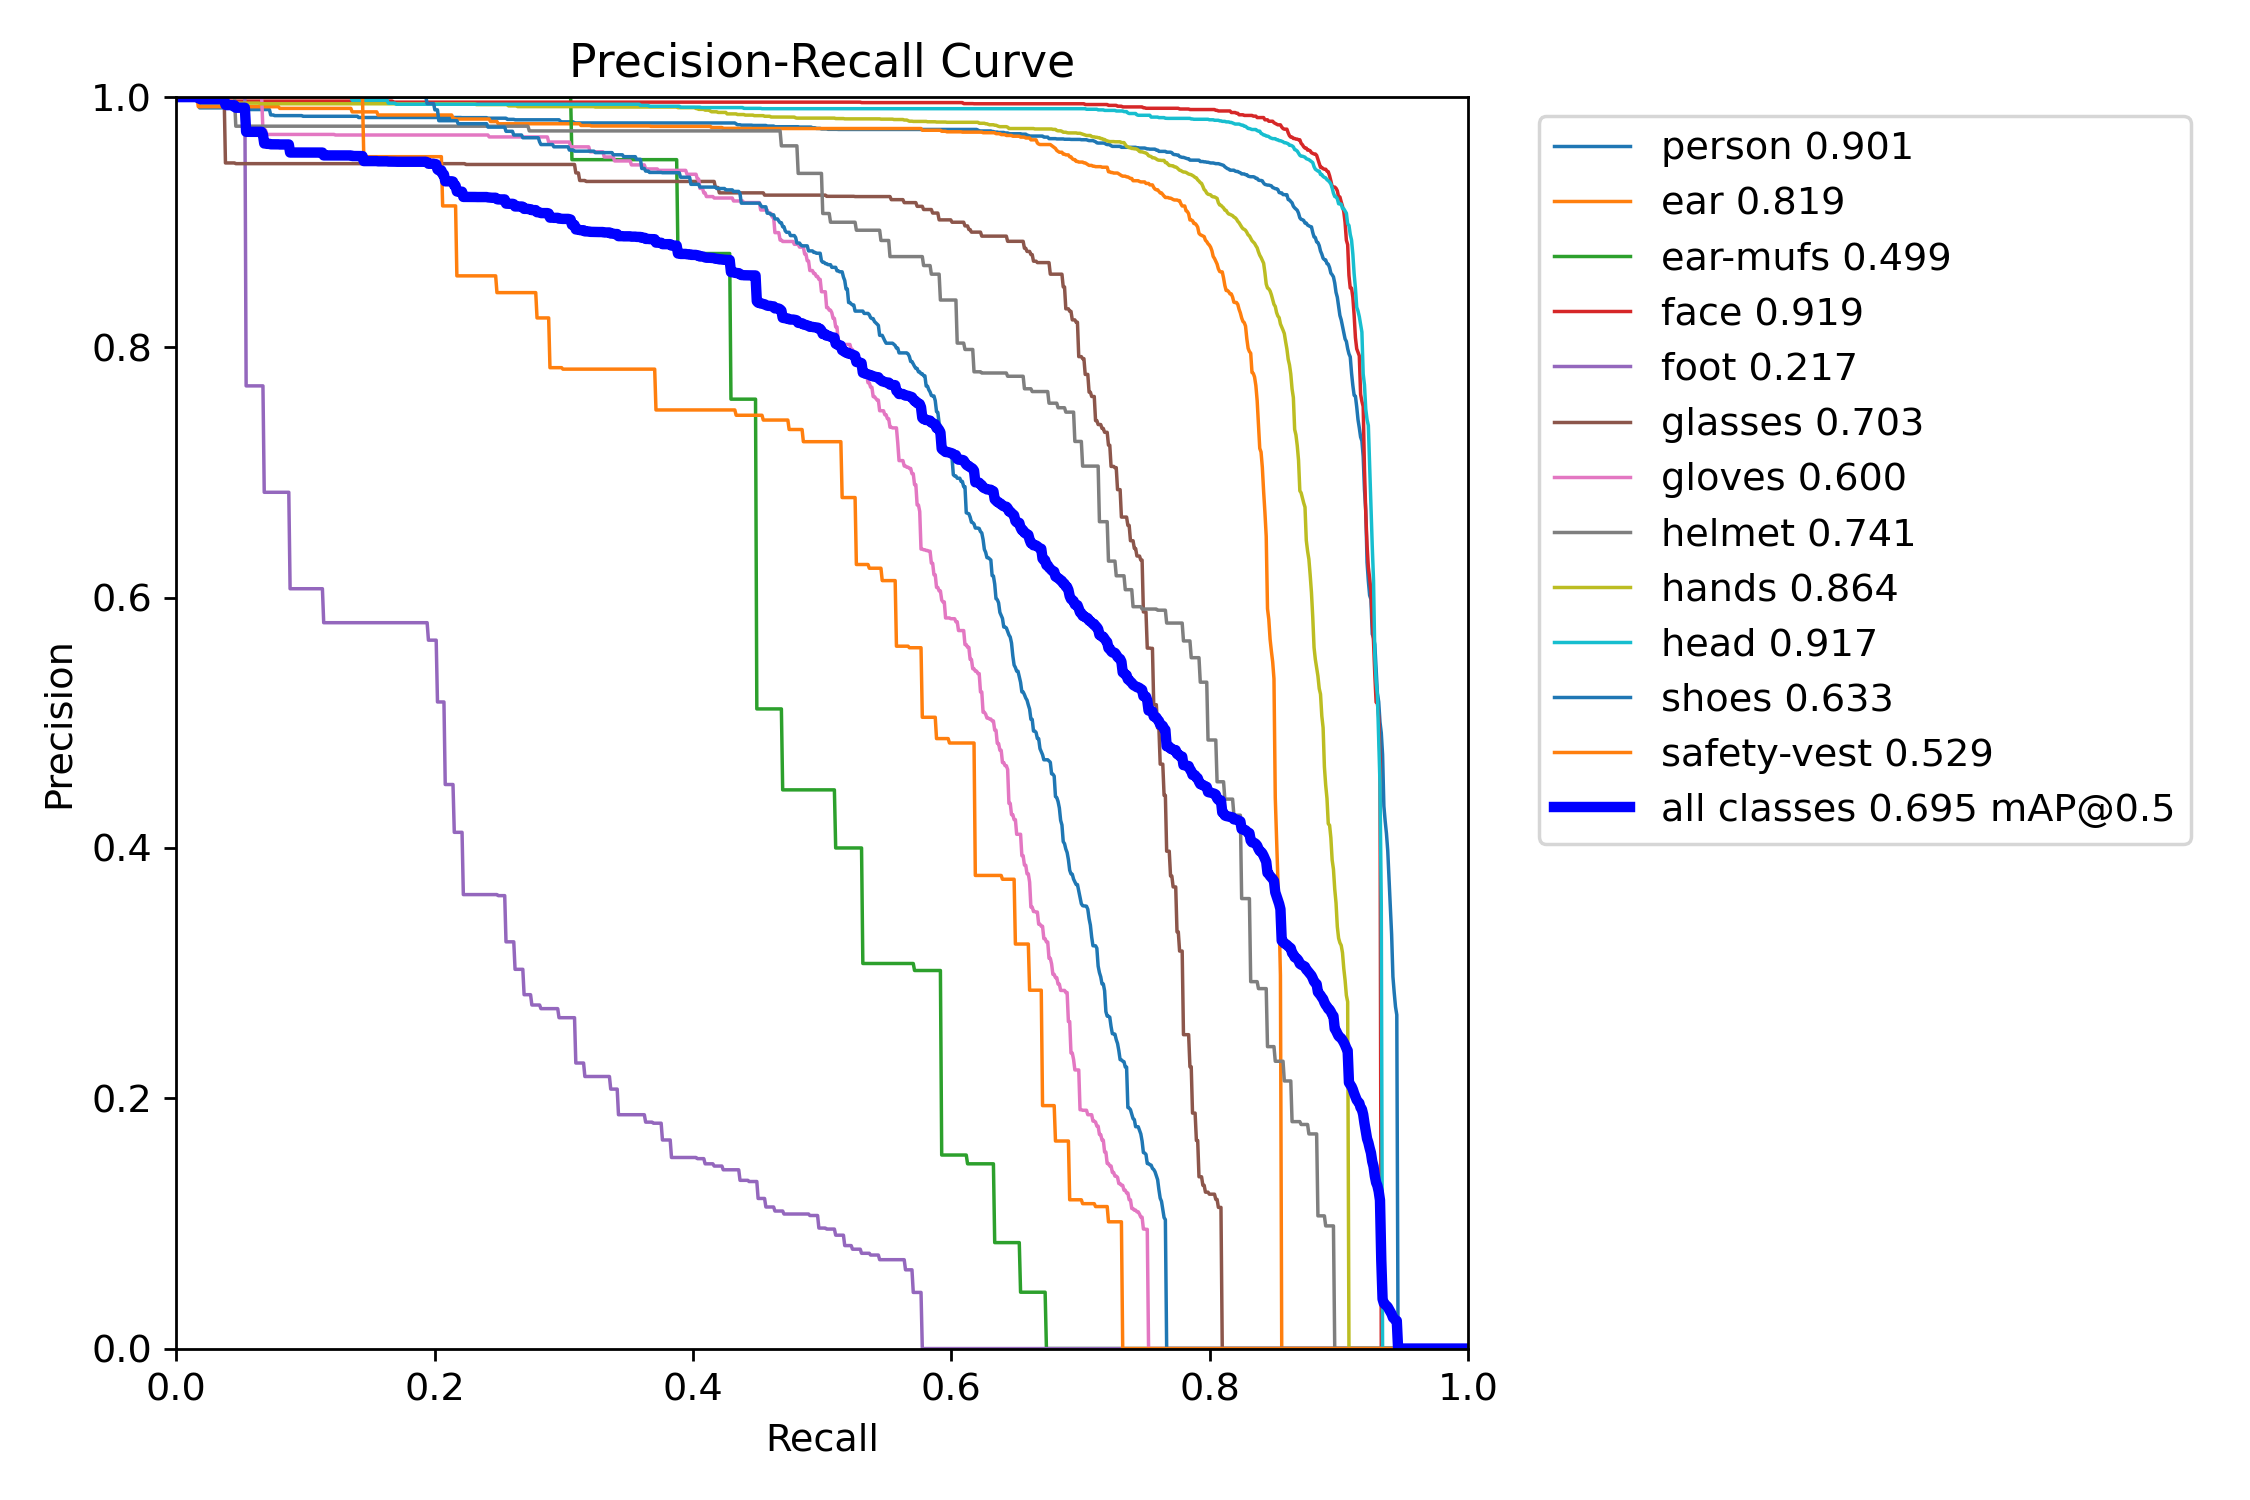 Precision-Recall Curve
1.0
0.8
0.6
0.4
0.2
0.0
Precision
0.0 0.2 0.4 0.6 0.8 1.0
Recall
person 0.901
ear 0.819
ear-mufs 0.499
face 0.919
foot 0.217
glasses 0.703
gloves 0.600
helmet 0.741
hands 0.864
head 0.917
shoes 0.633
safety-vest 0.529
all classes 0.695 mAP@0.5